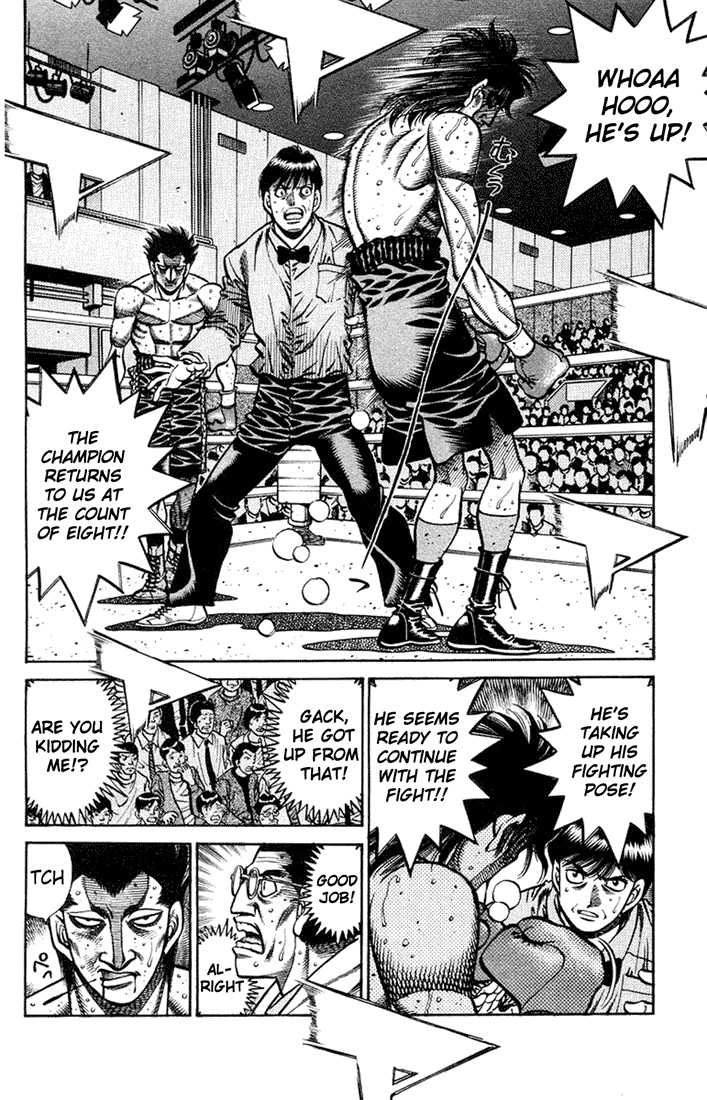 WHOAA
HOOO,
HE'S UP!
むくぅ
THE
CHAMPION
RETURNS
TO US AT
THE COUNT
OF EIGHT!!
HE'S
TAKING
UP HIS
FIGHTING
POSE!
HE SEEMS
READY TO
CONTINUE
WITH THE
FIGHT!!
GACK,
HE GOT
UP FROM
THAT!
ARE YOU
KIDDING
ME!?
GOOD
JOB!
AL-
RIGHT
TCH